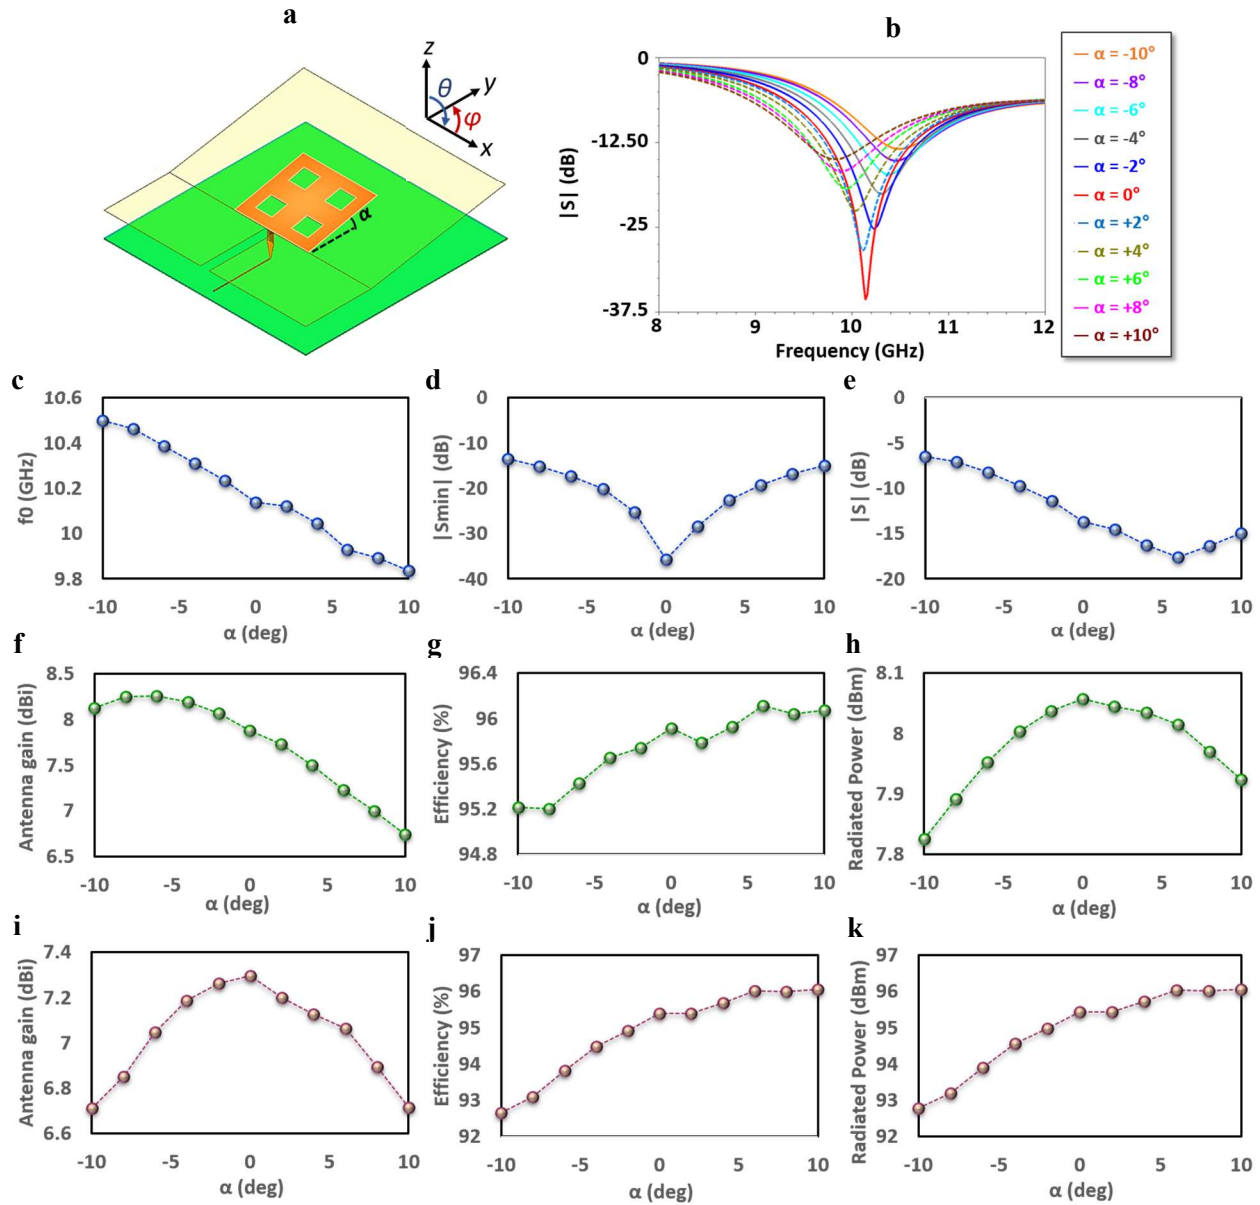 a
z
θ
y
φ
x
α
b
0
-12.50
-25
-37.5
|S| (dB)
8 9 10 11 12
Frequency (GHz)
α = -10°
α = -8°
α = -6°
α = -4°
α = -2°
α = 0°
α = +2°
α = +4°
α = +6°
α = +8°
α = +10°
c
10.6
10.4
10.2
10
9.8
f0 (GHz)
-10 -5 0 5 10
α (deg)
d
0
-10
-20
-30
-40
|Smin| (dB)
-10 -5 0 5 10
α (deg)
e
0
-5
-10
-15
-20
|S| (dB)
-10 -5 0 5 10
α (deg)
f
8.5
8
7.5
7
6.5
Antenna gain (dBi)
-10 -5 0 5 10
α (deg)
g
96.4
96
95.6
95.2
94.8
Efficiency (%)
-10 -5 0 5 10
α (deg)
h
8.1
8
7.9
7.8
Radiated Power (dBm)
-10 -5 0 5 10
α (deg)
i
7.4
7.2
7
6.8
6.6
Antenna gain (dBi)
-10 -5 0 5 10
α (deg)
j
97
96
95
94
93
92
Efficiency (%)
-10 -5 0 5 10
α (deg)
k
97
96
95
94
93
92
Radiated Power (dBm)
-10 -5 0 5 10
α (deg)